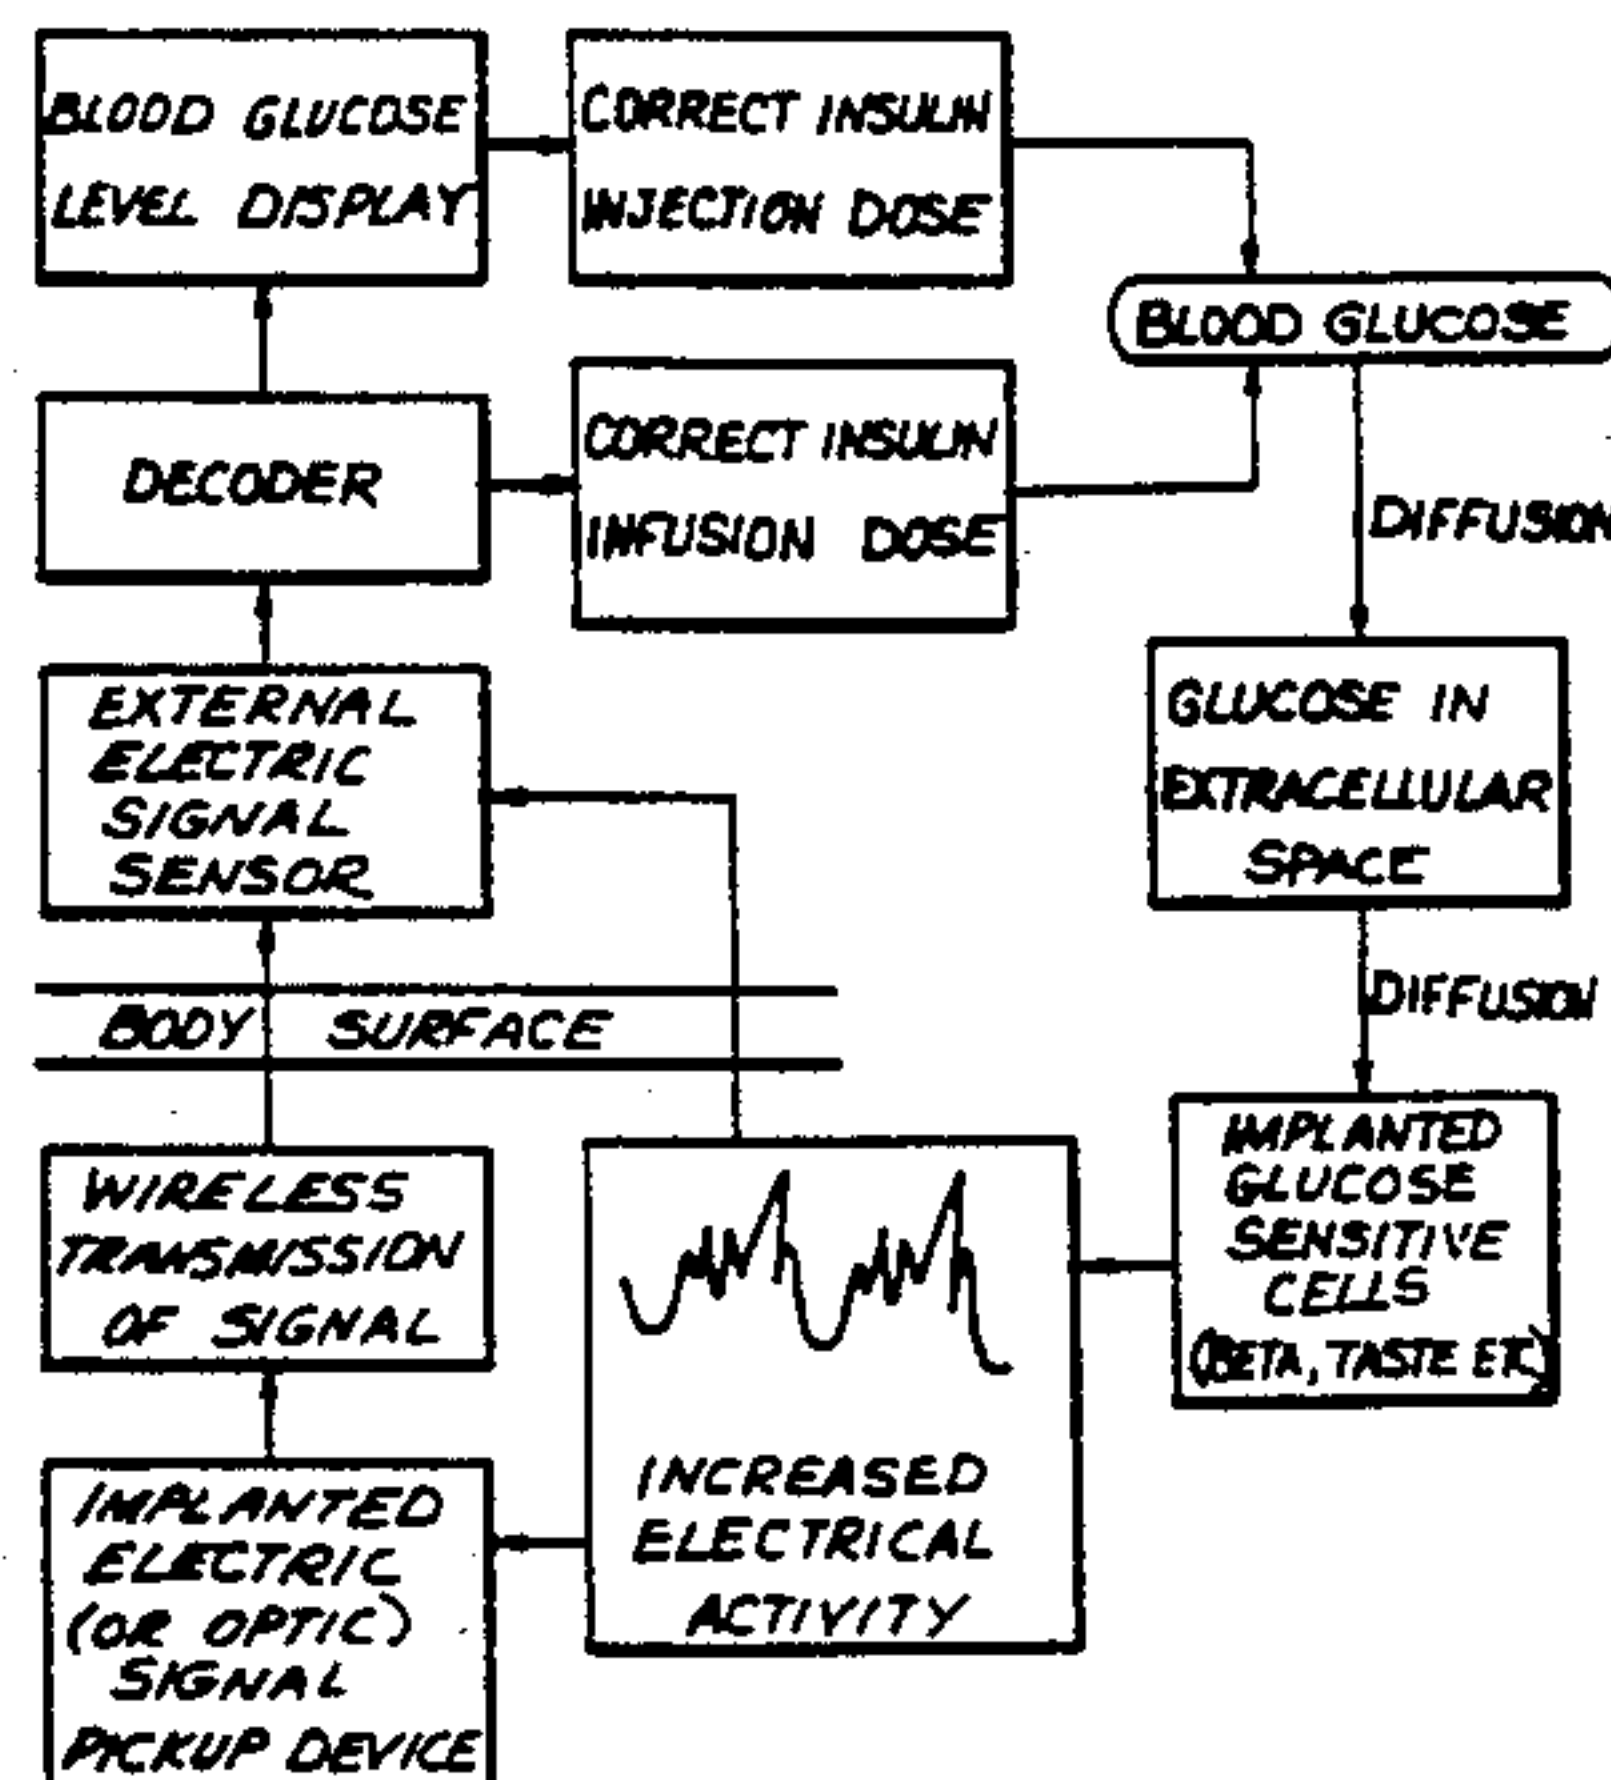 BLOOD GLUCOSE
LEVEL DISPLAY
CORRECT INSULIN
INJECTION DOSE
BLOOD GLUCOSE
DECODER
CORRECT INSULIN
INFUSION DOSE
DIFFUSION
EXTERNAL
ELECTRIC
SIGNAL
SENSOR
GLUCOSE IN
EXTRACELLULAR
SPACE
DIFFUSION
BODY SURFACE
WIRELESS
TRANSMISSION
OF SIGNAL
IMPLANTED
GLUCOSE
SENSITIVE
CELLS
(BETA, TASTE ETC)
INCREASED
ELECTRICAL
ACTIVITY
IMPLANTED
ELECTRIC
(OR OPTIC)
SIGNAL
PICKUP DEVICE